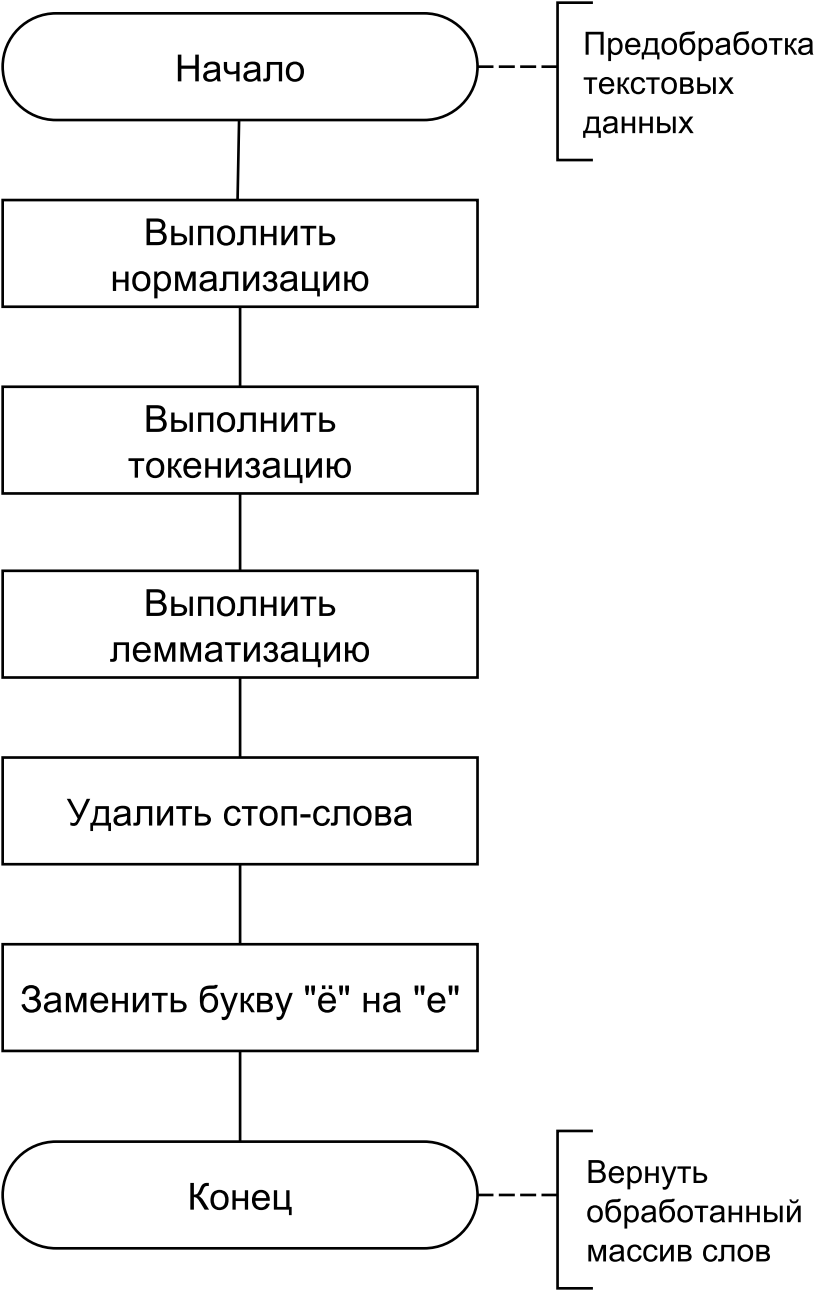 Начало
Предобработка
текстовых
данных
Выполнить
нормализацию
Выполнить
токенизацию
Выполнить
лемматизацию
Удалить стоп-слова
Заменить букву "ё" на "е"
Конец
Вернуть
обработанный
массив слов